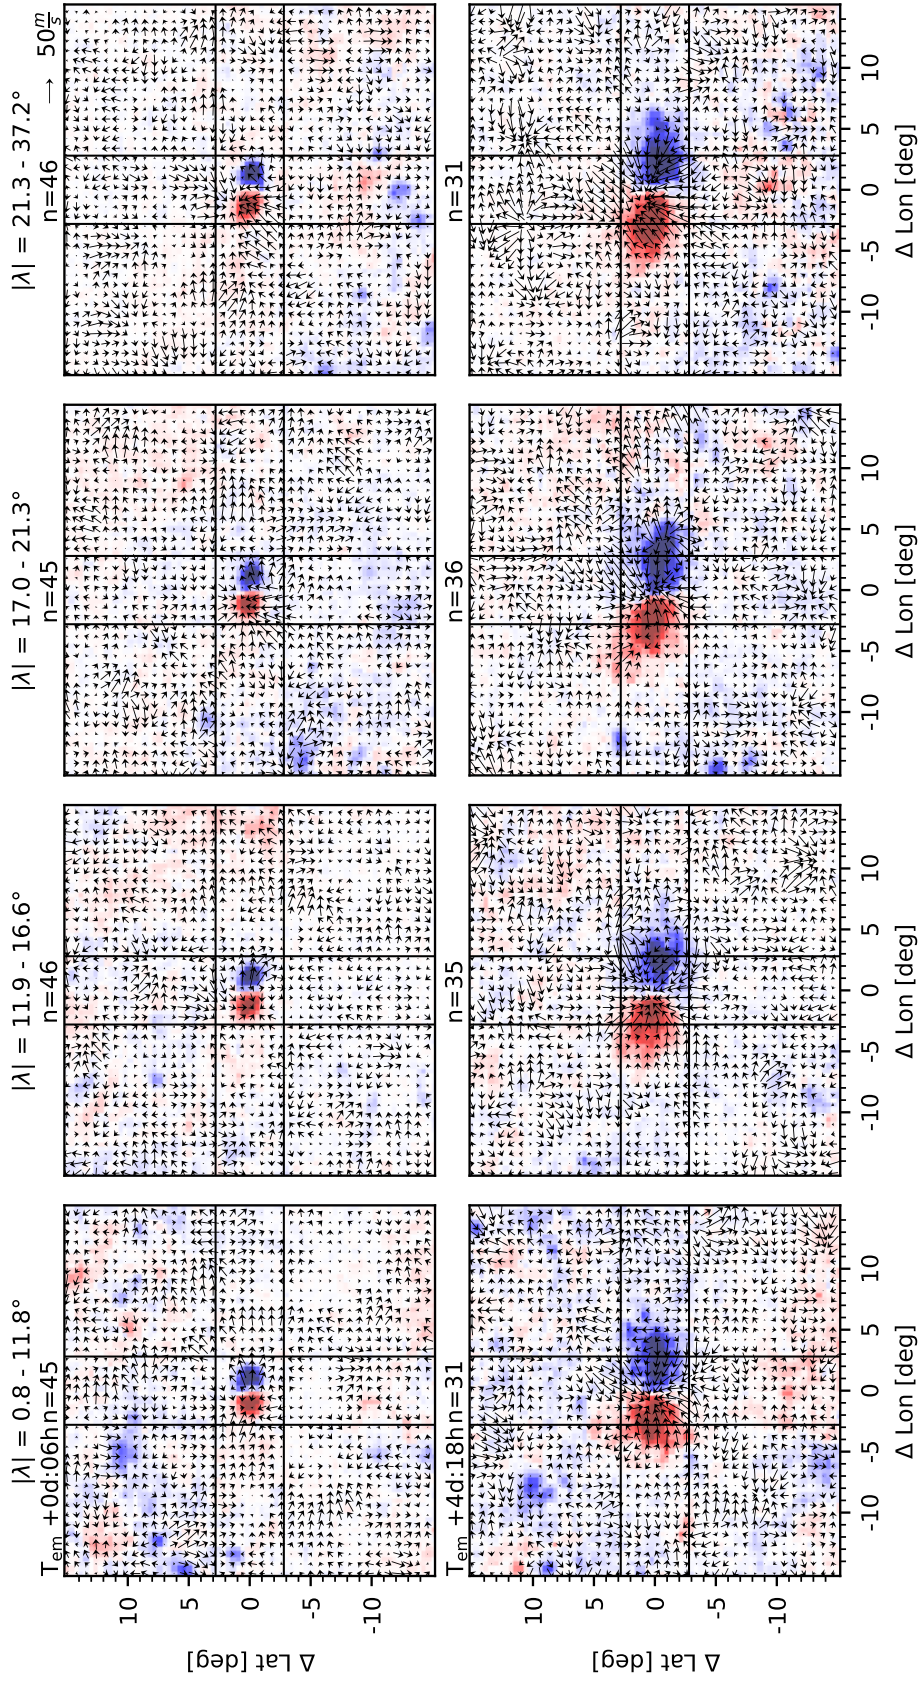 |λ| = 0.8 - 11.8° |λ| = 11.9 - 16.6° |λ| = 17.0 - 21.3° |λ| = 21.3 - 37.2°
T_em +0d:06h n=45 n=46 n=45 n=46 → 50 m/s
10
5
0
-5
-10
Δ Lat [deg]
T_em +4d:18h n=31 n=35 n=36 n=31
10
5
0
-5
-10
Δ Lat [deg]
-10 -5 0 5 10 -10 -5 0 5 10 -10 -5 0 5 10 -10 -5 0 5 10
Δ Lon [deg] Δ Lon [deg] Δ Lon [deg] Δ Lon [deg]